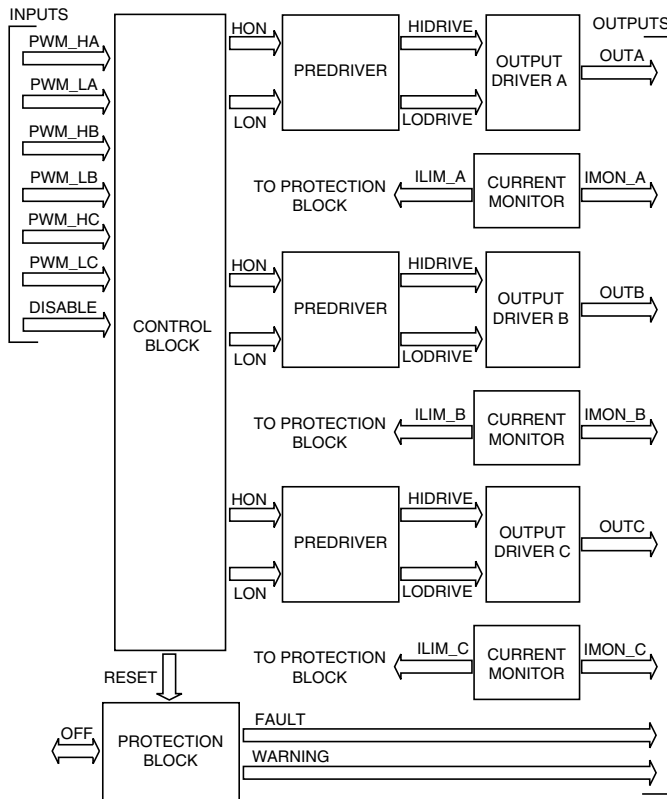 INPUTS
PWM_HA
PWM_LA
PWM_HB
PWM_LB
PWM_HC
PWM_LC
DISABLE
CONTROL
BLOCK
HON
LON
PREDRIVER
HIDRIVE
LODRIVE
OUTPUT
DRIVER A
OUTPUTS
OUTA
TO PROTECTION
BLOCK
ILIM_A
CURRENT
MONITOR
IMON_A
HON
LON
PREDRIVER
HIDRIVE
LODRIVE
OUTPUT
DRIVER B
OUTB
TO PROTECTION
BLOCK
ILIM_B
CURRENT
MONITOR
IMON_B
HON
LON
PREDRIVER
HIDRIVE
LODRIVE
OUTPUT
DRIVER C
OUTC
TO PROTECTION
BLOCK
ILIM_C
CURRENT
MONITOR
IMON_C
RESET
OFF
PROTECTION
BLOCK
FAULT
WARNING